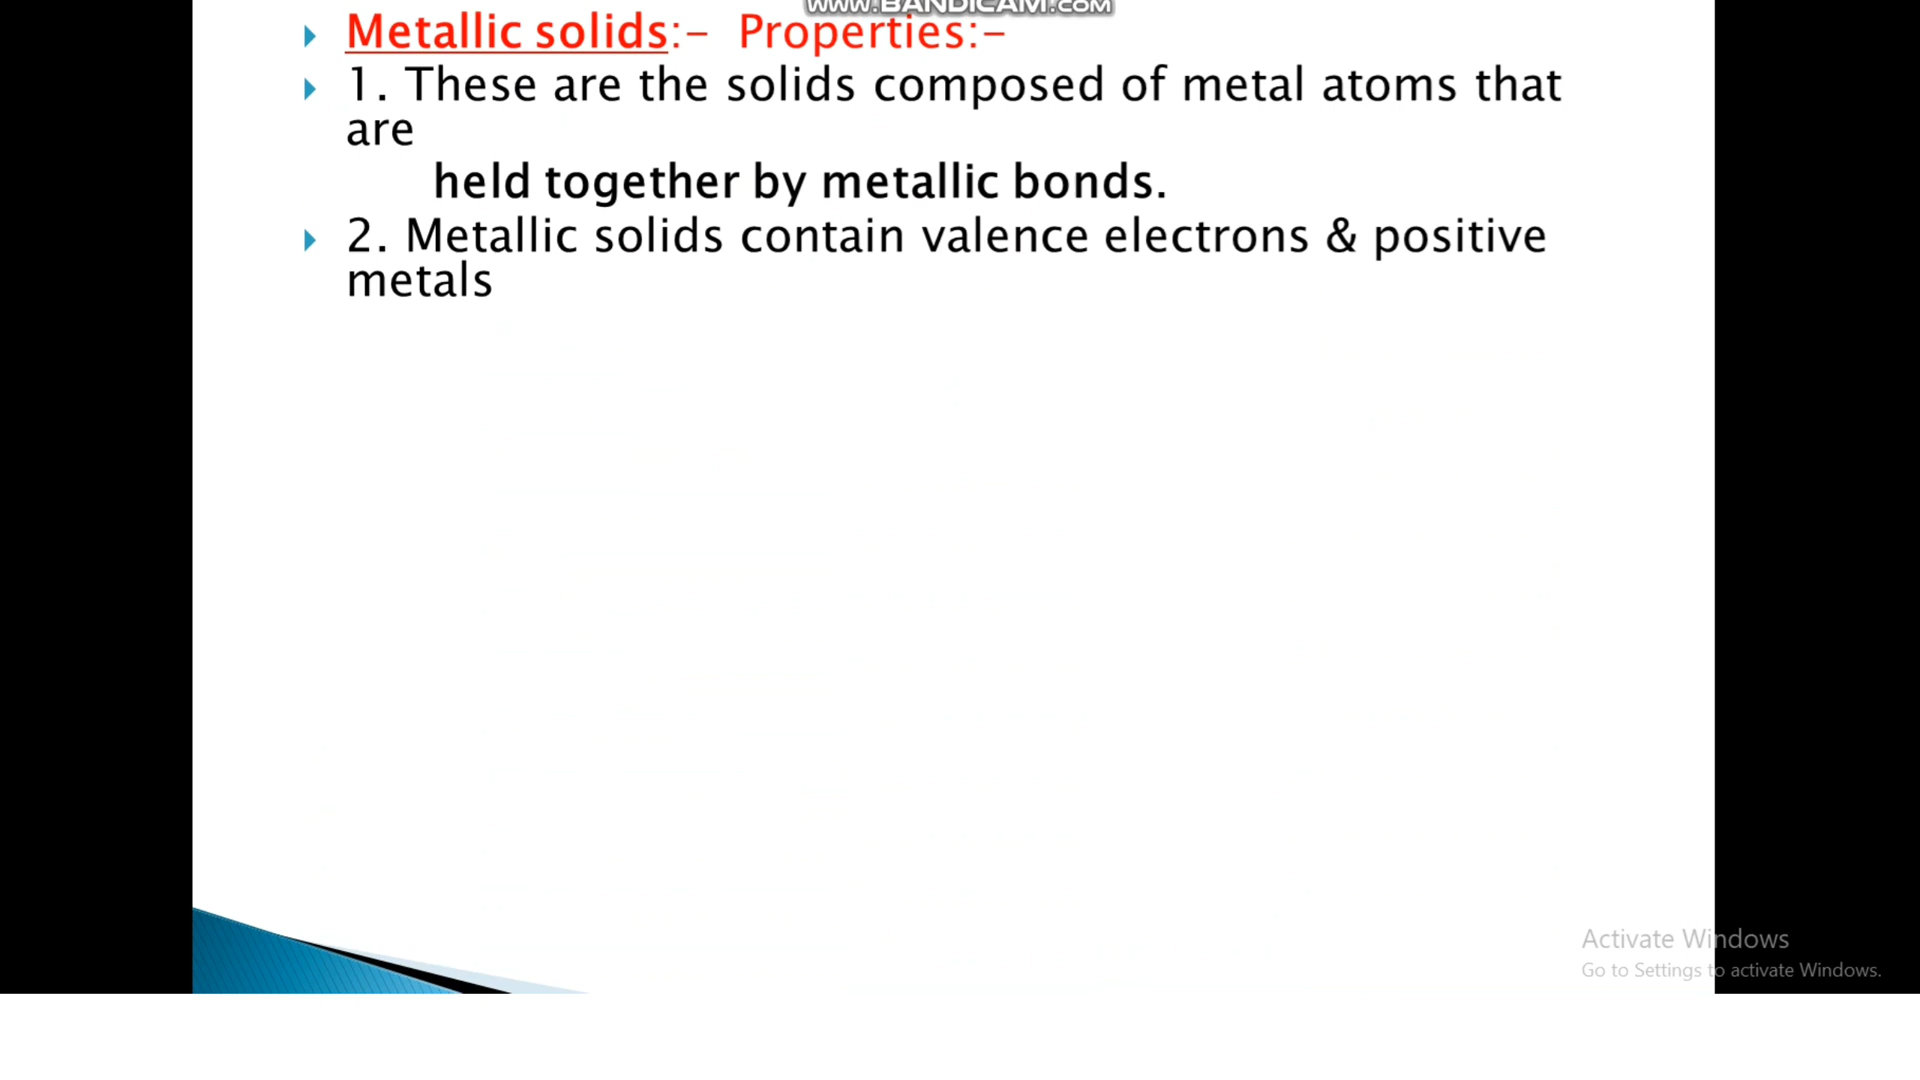 www.BANDICAM.COM
Metallic solids:- Properties:-
1. These are the solids composed of metal atoms that
are
held together by metallic bonds.
2. Metallic solids contain valence electrons & positive
metals
Activate Windows
Go to Settings to activate Windows.